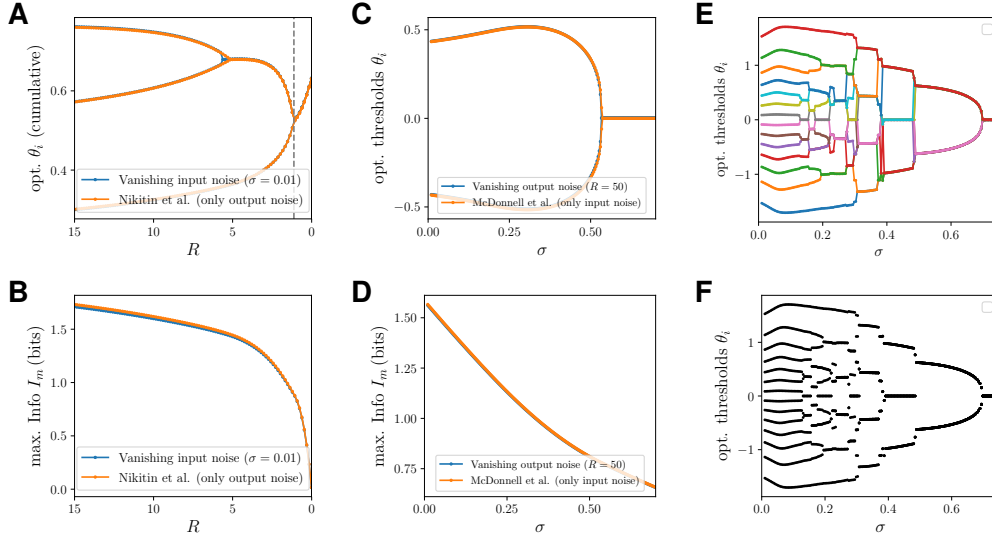 A
opt. θ_i (cumulative)
0.6
0.4
Vanishing input noise (σ = 0.01)
Nikitin et al. (only output noise)
15 10 5 0
R
C
opt. thresholds θ_i
0.5
0.0
−0.5
Vanishing output noise (R = 50)
McDonnell et al. (only input noise)
0.00 0.25 0.50
σ
E
opt. thresholds θ_i
1
0
−1
0.0 0.2 0.4 0.6
σ
B
max. Info I_m (bits)
1.5
1.0
0.5
0.0
Vanishing input noise (σ = 0.01)
Nikitin et al. (only output noise)
15 10 5 0
R
D
max. Info I_m (bits)
1.50
1.25
1.00
0.75
Vanishing output noise (R = 50)
McDonnell et al. (only input noise)
0.00 0.25 0.50
σ
F
opt. thresholds θ_i
1
0
−1
0.0 0.2 0.4 0.6
σ